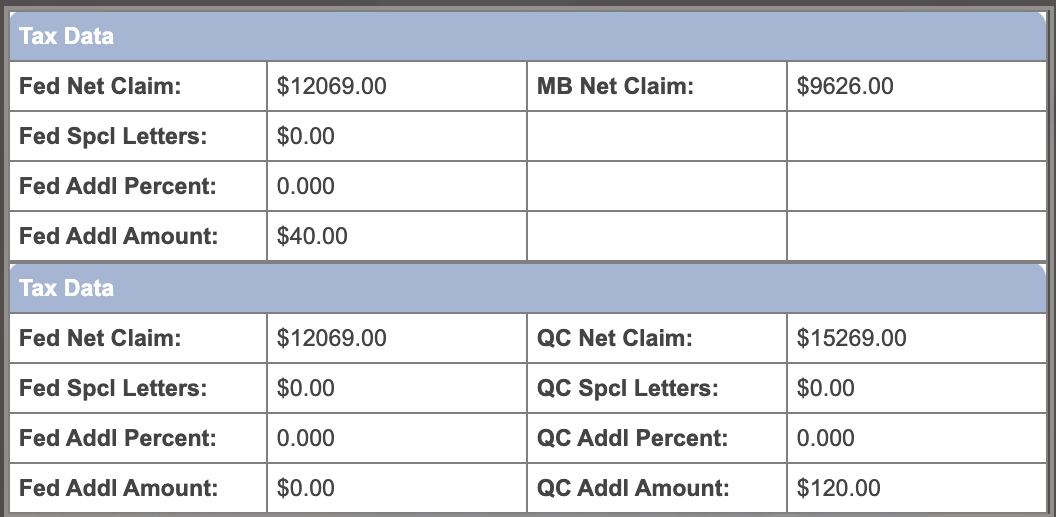 Tax Data
Fed Net Claim: $12069.00 MB Net Claim: $9626.00
Fed Spcl Letters: $0.00
Fed Addl Percent: 0.000
Fed Addl Amount: $40.00
Tax Data
Fed Net Claim: $12069.00 QC Net Claim: $15269.00
Fed Spcl Letters: $0.00 QC Spcl Letters: $0.00
Fed Addl Percent: 0.000 QC Addl Percent: 0.000
Fed Addl Amount: $0.00 QC Addl Amount: $120.00